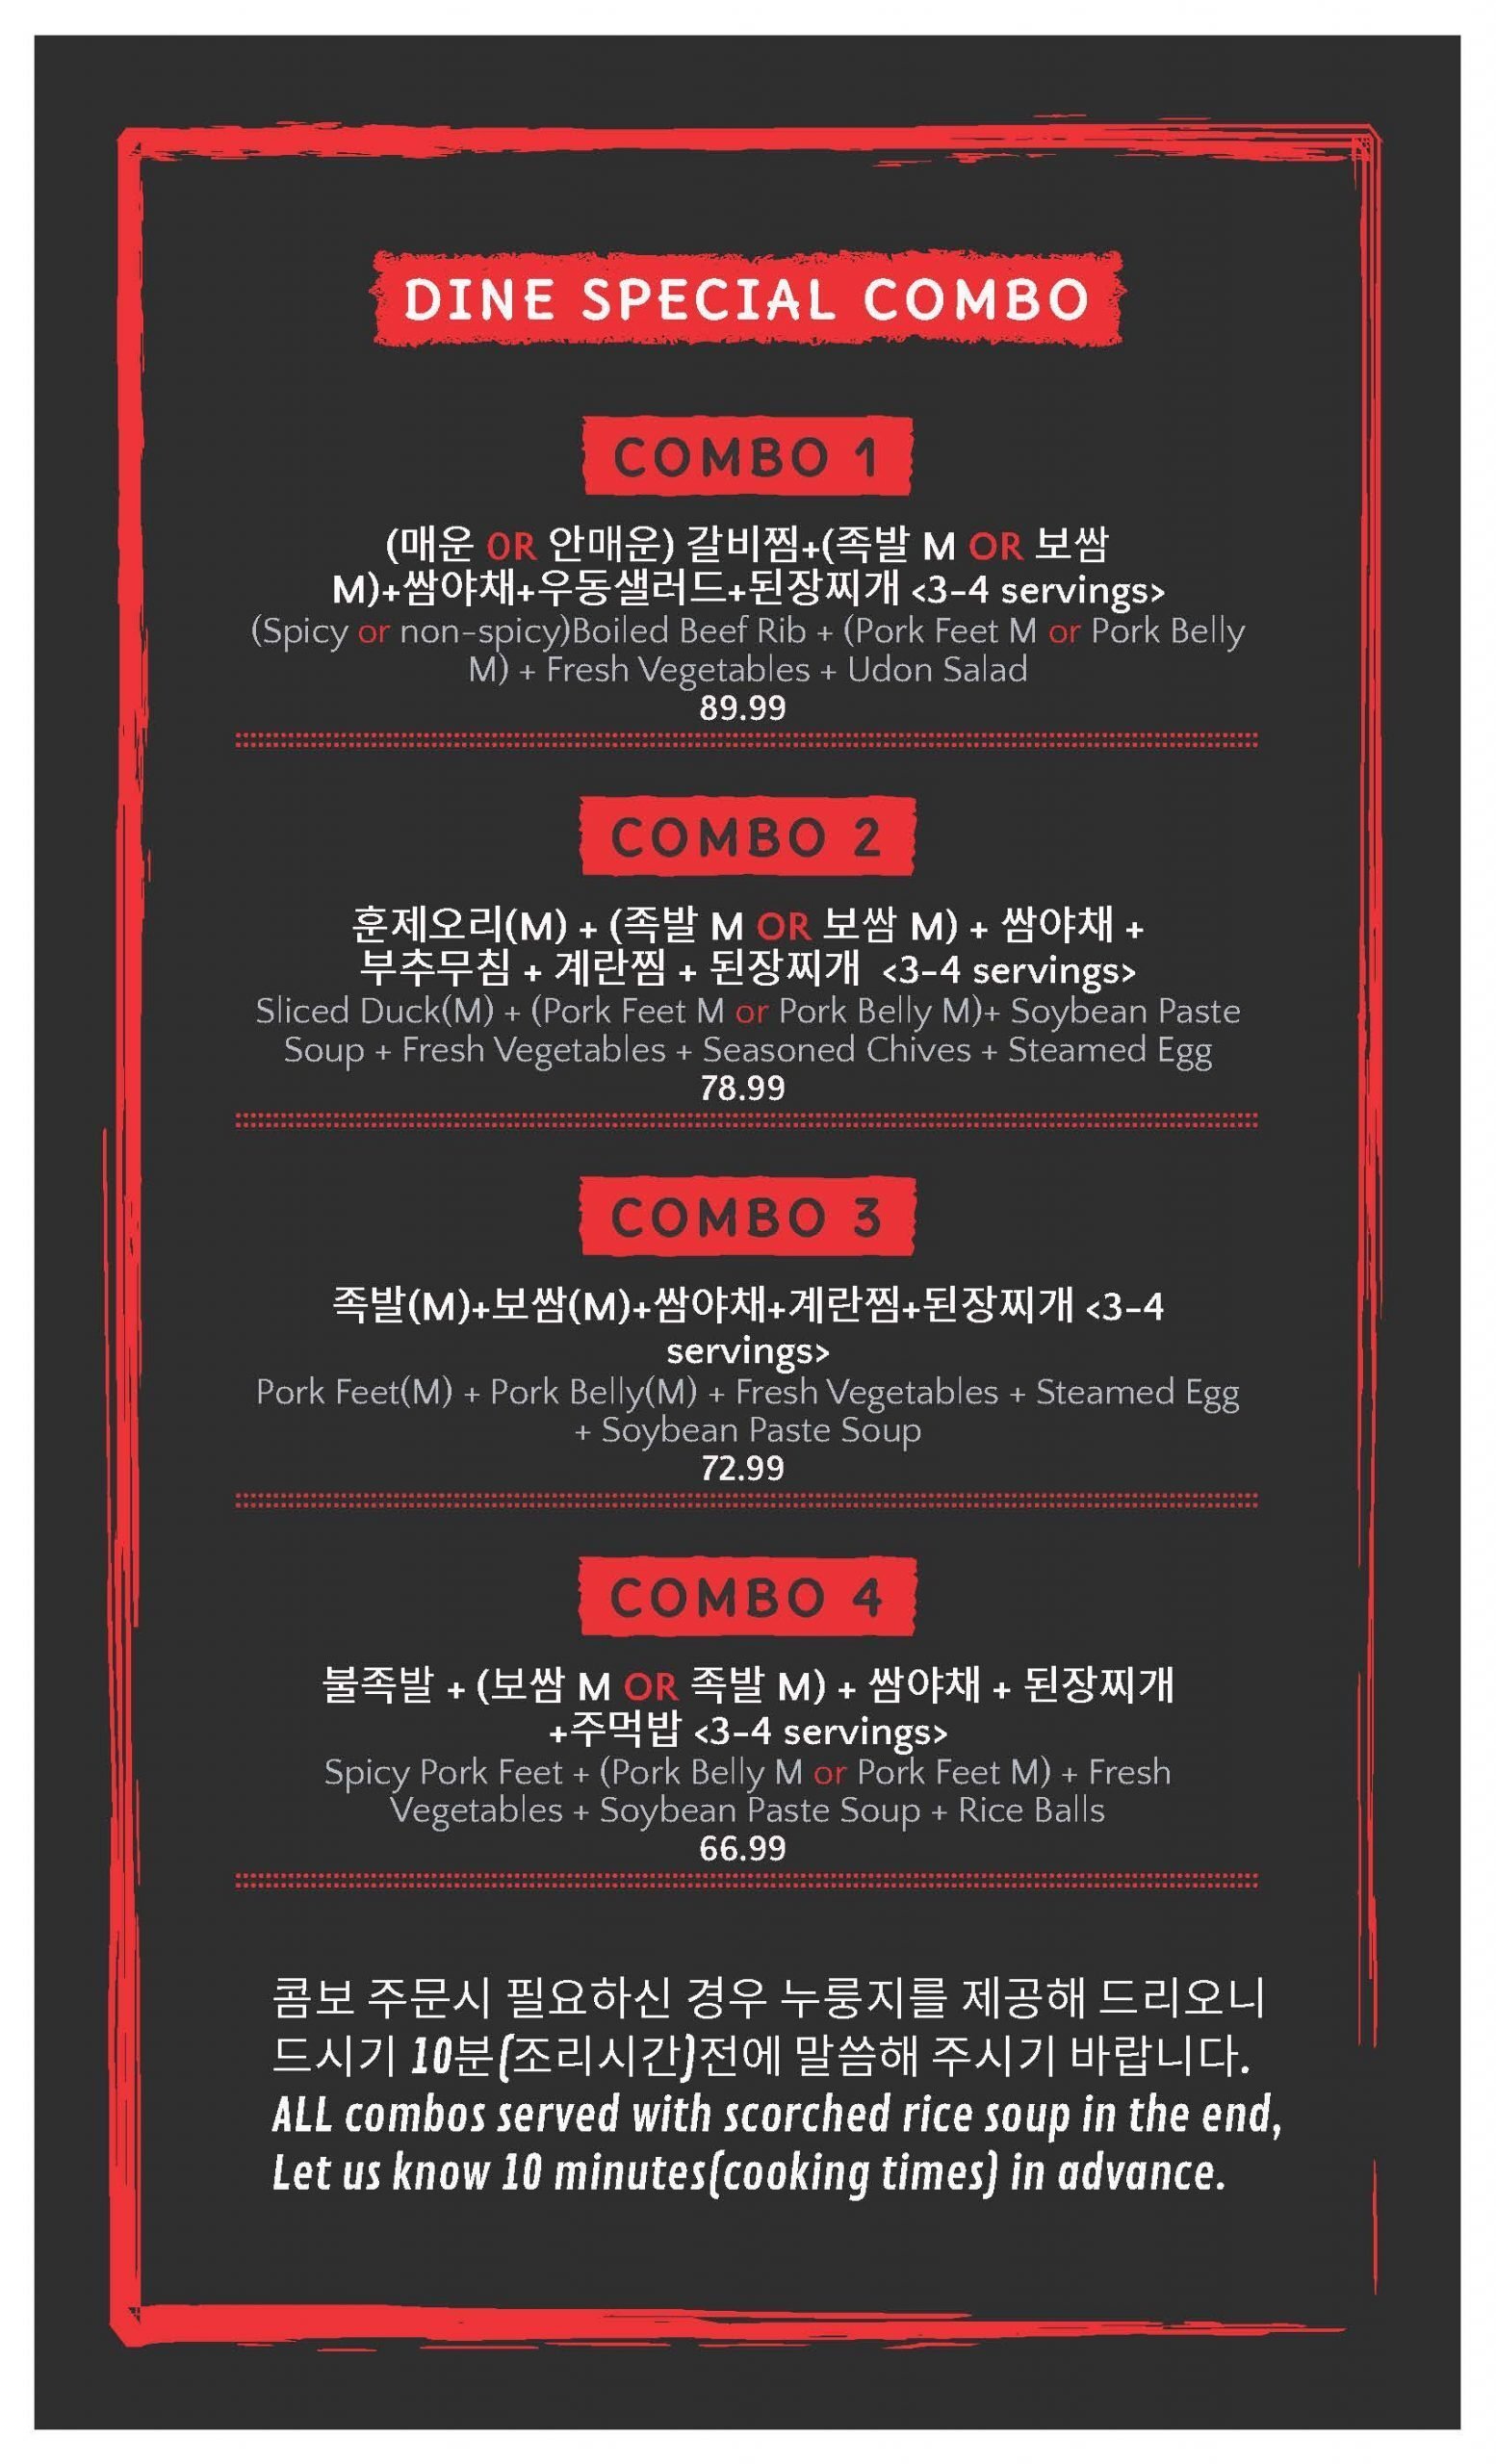 DINE SPECIAL COMBO
COMBO 1
(매운 OR 안매운) 갈비찜+(족발 M OR 보쌈
M)+쌈야채+우동샐러드+된장찌개 <3-4 servings>
(Spicy or non-spicy)Boiled Beef Rib + (Pork Feet M or Pork Belly
M) + Fresh Vegetables + Udon Salad
89.99
COMBO 2
훈제오리(M) + (족발 M OR 보쌈 M) + 쌈야채 +
부추무침 + 계란찜 + 된장찌개 <3-4 servings>
Sliced Duck(M) + (Pork Feet M or Pork Belly M)+ Soybean Paste
Soup + Fresh Vegetables + Seasoned Chives + Steamed Egg
78.99
COMBO 3
족발(M)+보쌈(M)+쌈야채+계란찜+된장찌개 <3-4
servings>
Pork Feet(M) + Pork Belly(M) + Fresh Vegetables + Steamed Egg
+ Soybean Paste Soup
72.99
COMBO 4
불족발 + (보쌈 M OR 족발 M) + 쌈야채 + 된장찌개
+주먹밥 <3-4 servings>
Spicy Pork Feet + (Pork Belly M or Pork Feet M) + Fresh
Vegetables + Soybean Paste Soup + Rice Balls
66.99
콤보 주문시 필요하신 경우 누룽지를 제공해 드리오니
드시기 10분(조리시간)전에 말씀해 주시기 바랍니다.
ALL combos served with scorched rice soup in the end,
Let us know 10 minutes(cooking times) in advance.